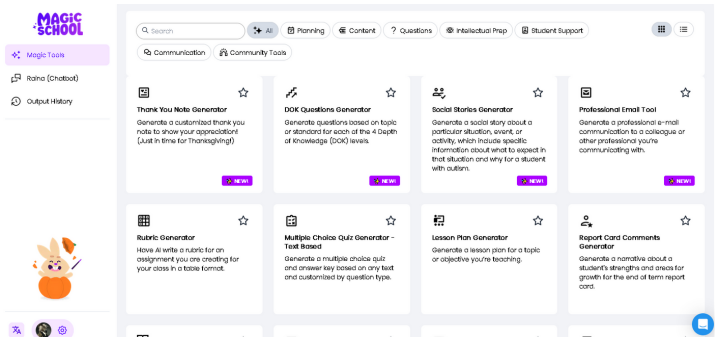 MAGIC
SCHOOL
Magic Tools
Raina (Chatbot)
Output History
Search
All
Planning
Content
Questions
Intellectual Prep
Student Support
Communication
Community Tools
Thank You Note Generator
Generate a customized thank you
note to show your appreciation!
(Just in time for Thanksgiving!)
NEW!
DOK Questions Generator
Generate questions based on topic
or standard for each of the 4 Depth
of Knowledge (DOK) levels.
NEW!
Social Stories Generator
Generate a social story about a
particular situation, event, or
activity, which include specific
information about what to expect in
that situation and why for a student
with autism.
NEW!
Professional Email Tool
Generate a professional e-mail
communication to a colleague or
other professional you're
communicating with.
NEW!
Rubric Generator
Have AI write a rubric for an
assignment you are creating for
your class in a table format.
Multiple Choice Quiz Generator -
Text Based
Generate a multiple choice quiz
and answer key based on any text
and customized by question type.
Lesson Plan Generator
Generate a lesson plan for a topic
or objective you're teaching.
Report Card Comments
Generator
Generate a narrative about a
student's strengths and areas for
growth for the end of term report
card.